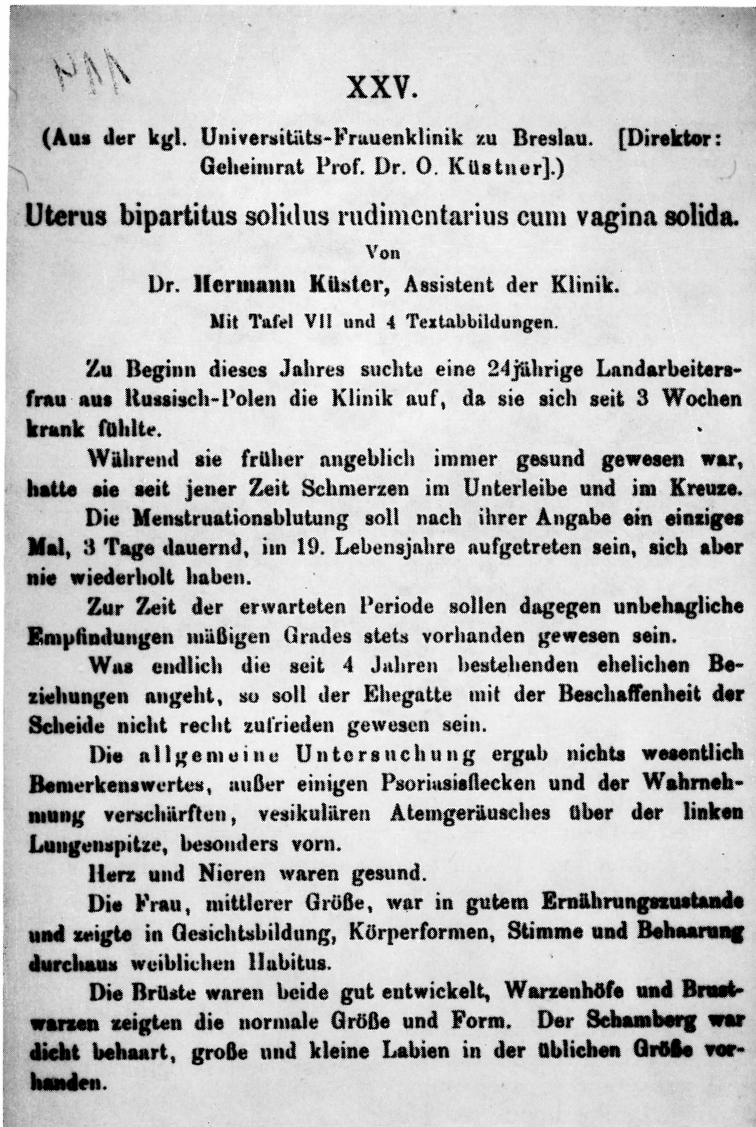 XXV.
(Aus der kgl. Universitäts-Frauenklinik zu Breslau. [Direktor:
Geheimrat Prof. Dr. O. Küstner].)
Uterus bipartitus solidus rudimentarius cum vagina solida.
Von
Dr. Hermann Küster, Assistent der Klinik.
Mit Tafel VII und 4 Textabbildungen.
Zu Beginn dieses Jahres suchte eine 24jährige Landarbeiters-
frau aus Russisch-Polen die Klinik auf, da sie sich seit 3 Wochen
krank fühlte.
Während sie früher angeblich immer gesund gewesen war,
hatte sie seit jener Zeit Schmerzen im Unterleibe und im Kreuze.
Die Menstruationsblutung soll nach ihrer Angabe ein einziges
Mal, 3 Tage dauernd, im 19. Lebensjahre aufgetreten sein, sich aber
nie wiederholt haben.
Zur Zeit der erwarteten Periode sollen dagegen unbehagliche
Empfindungen mäßigen Grades stets vorhanden gewesen sein.
Was endlich die seit 4 Jahren bestehenden ehelichen Be-
ziehungen angeht, so soll der Ehegatte mit der Beschaffenheit der
Scheide nicht recht zufrieden gewesen sein.
Die allgemeine Untersuchung ergab nichts wesentlich
Bemerkenswertes, außer einigen Psoriasisflecken und der Wahrneh-
mung verschärften, vesikulären Atemgeräusches über der linken
Lungenspitze, besonders vorn.
Herz und Nieren waren gesund.
Die Frau, mittlerer Größe, war in gutem Ernährungszustande
und zeigte in Gesichtsbildung, Körperformen, Stimme und Behaarung
durchaus weiblichen Habitus.
Die Brüste waren beide gut entwickelt, Warzenhöfe und Brust-
warzen zeigten die normale Größe und Form. Der Schamberg war
dicht behaart, große und kleine Labien in der üblichen Größe vor-
handen.